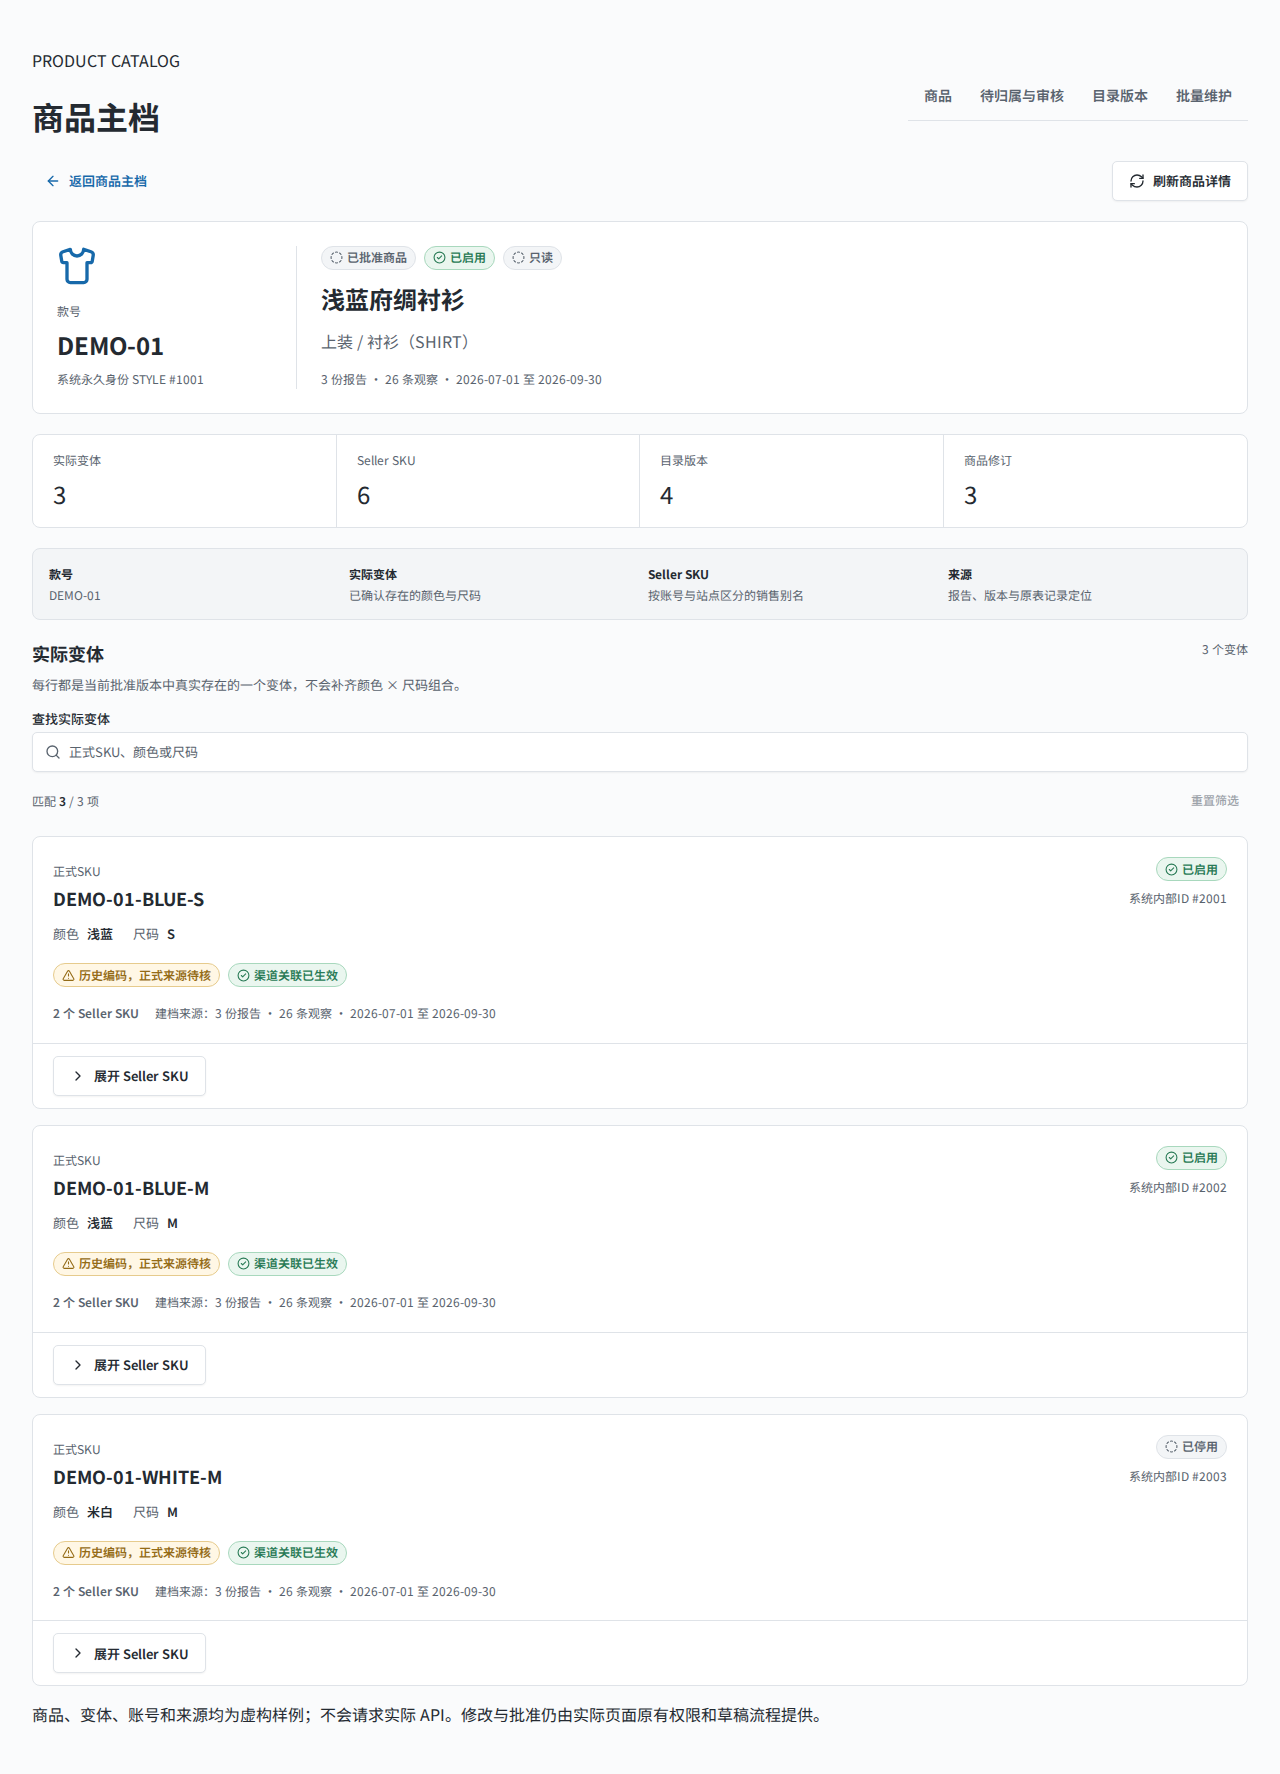 PRODUCT CATALOG
商品主档
商品 待归属与审核 目录版本 批量维护
返回商品主档
刷新商品详情
款号
DEMO-01
系统永久身份 STYLE #1001
已批准商品 已启用 只读
浅蓝府绸衬衫
上装 / 衬衫（SHIRT）
3 份报告 · 26 条观察 · 2026-07-01 至 2026-09-30
实际变体
3
Seller SKU
6
目录版本
4
商品修订
3
款号
DEMO-01
实际变体
已确认存在的颜色与尺码
Seller SKU
按账号与站点区分的销售别名
来源
报告、版本与原表记录定位
实际变体
3 个变体
每行都是当前批准版本中真实存在的一个变体，不会补齐颜色 × 尺码组合。
查找实际变体
正式SKU、颜色或尺码
匹配 3 / 3 项
重置筛选
正式SKU
DEMO-01-BLUE-S
颜色 浅蓝 尺码 S
已启用
系统内部ID #2001
历史编码，正式来源待核 渠道关联已生效
2 个 Seller SKU 建档来源：3 份报告 · 26 条观察 · 2026-07-01 至 2026-09-30
展开 Seller SKU
正式SKU
DEMO-01-BLUE-M
颜色 浅蓝 尺码 M
已启用
系统内部ID #2002
历史编码，正式来源待核 渠道关联已生效
2 个 Seller SKU 建档来源：3 份报告 · 26 条观察 · 2026-07-01 至 2026-09-30
展开 Seller SKU
正式SKU
DEMO-01-WHITE-M
颜色 米白 尺码 M
已停用
系统内部ID #2003
历史编码，正式来源待核 渠道关联已生效
2 个 Seller SKU 建档来源：3 份报告 · 26 条观察 · 2026-07-01 至 2026-09-30
展开 Seller SKU
商品、变体、账号和来源均为虚构样例；不会请求实际 API。修改与批准仍由实际页面原有权限和草稿流程提供。